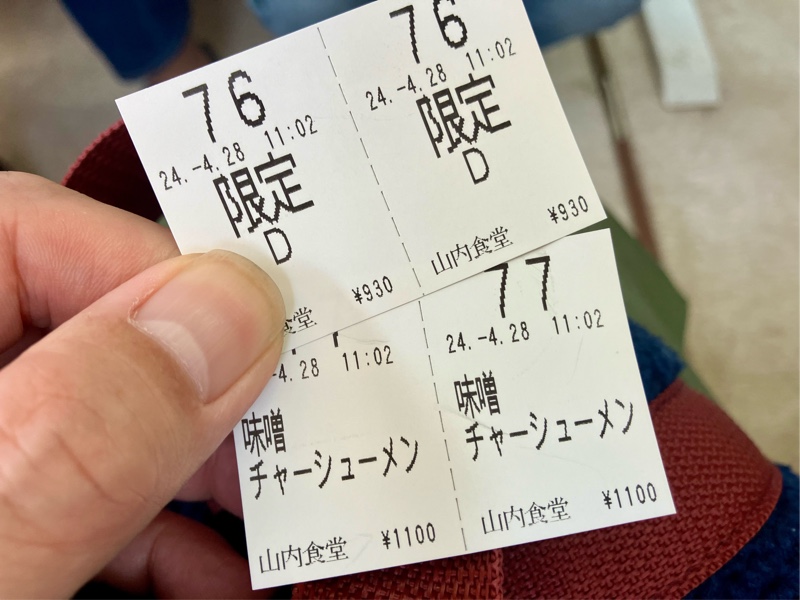 76
24.-4.28 11:02
限定
D
¥930
食堂
76
24.-4.28 11:02
限定
D
¥930
山内食堂
-4.28 11:02
味噌
チャーシューメン
¥1100
山内食堂
77
24.-4.28 11:02
味噌
チャーシューメン
¥1100
山内食堂